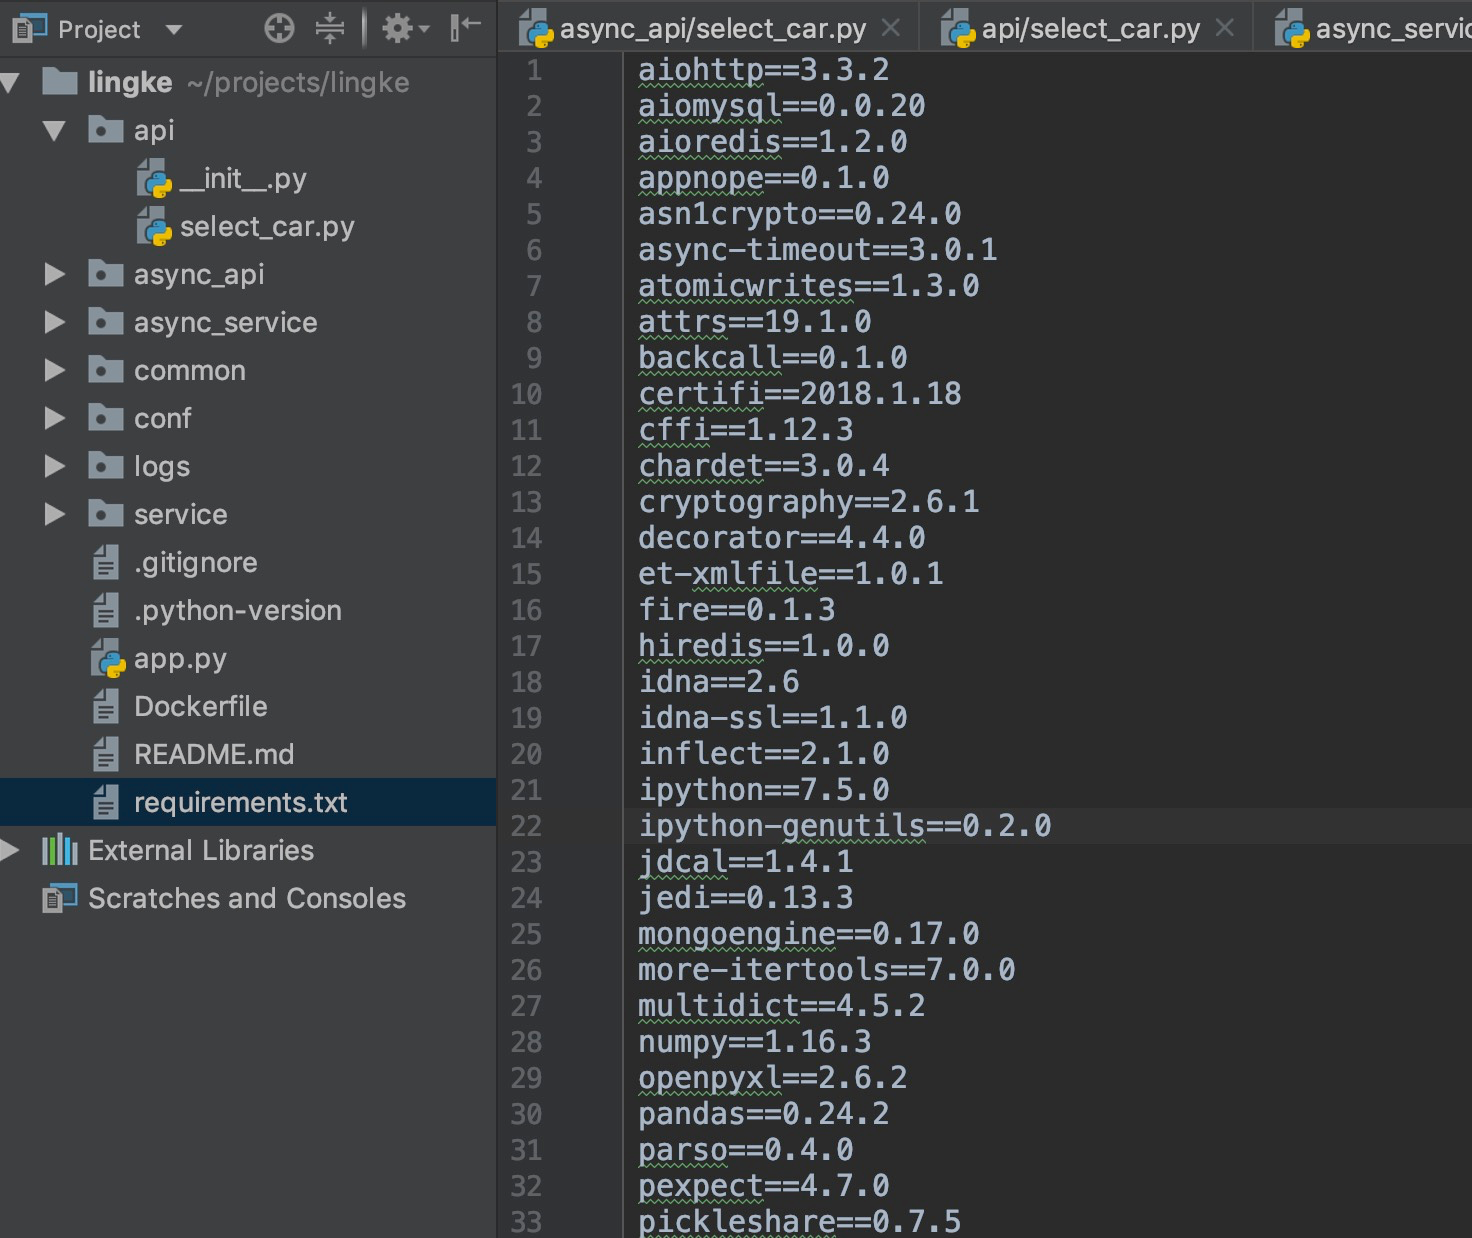 Project
lingke ~/projects/lingke
api
__init__.py
select_car.py
async_api
async_service
common
conf
logs
service
.gitignore
.python-version
app.py
Dockerfile
README.md
requirements.txt
External Libraries
Scratches and Consoles
async_api/select_car.py api/select_car.py async_servic
1 aiohttp==3.3.2
2 aiomysql==0.0.20
3 aioredis==1.2.0
4 appnope==0.1.0
5 asn1crypto==0.24.0
6 async-timeout==3.0.1
7 atomicwrites==1.3.0
8 attrs==19.1.0
9 backcall==0.1.0
10 certifi==2018.1.18
11 cffi==1.12.3
12 chardet==3.0.4
13 cryptography==2.6.1
14 decorator==4.4.0
15 et-xmlfile==1.0.1
16 fire==0.1.3
17 hiredis==1.0.0
18 idna==2.6
19 idna-ssl==1.1.0
20 inflect==2.1.0
21 ipython==7.5.0
22 ipython-genutils==0.2.0
23 jdcal==1.4.1
24 jedi==0.13.3
25 mongoengine==0.17.0
26 more-itertools==7.0.0
27 multidict==4.5.2
28 numpy==1.16.3
29 openpyxl==2.6.2
30 pandas==0.24.2
31 parso==0.4.0
32 pexpect==4.7.0
33 pickleshare==0.7.5